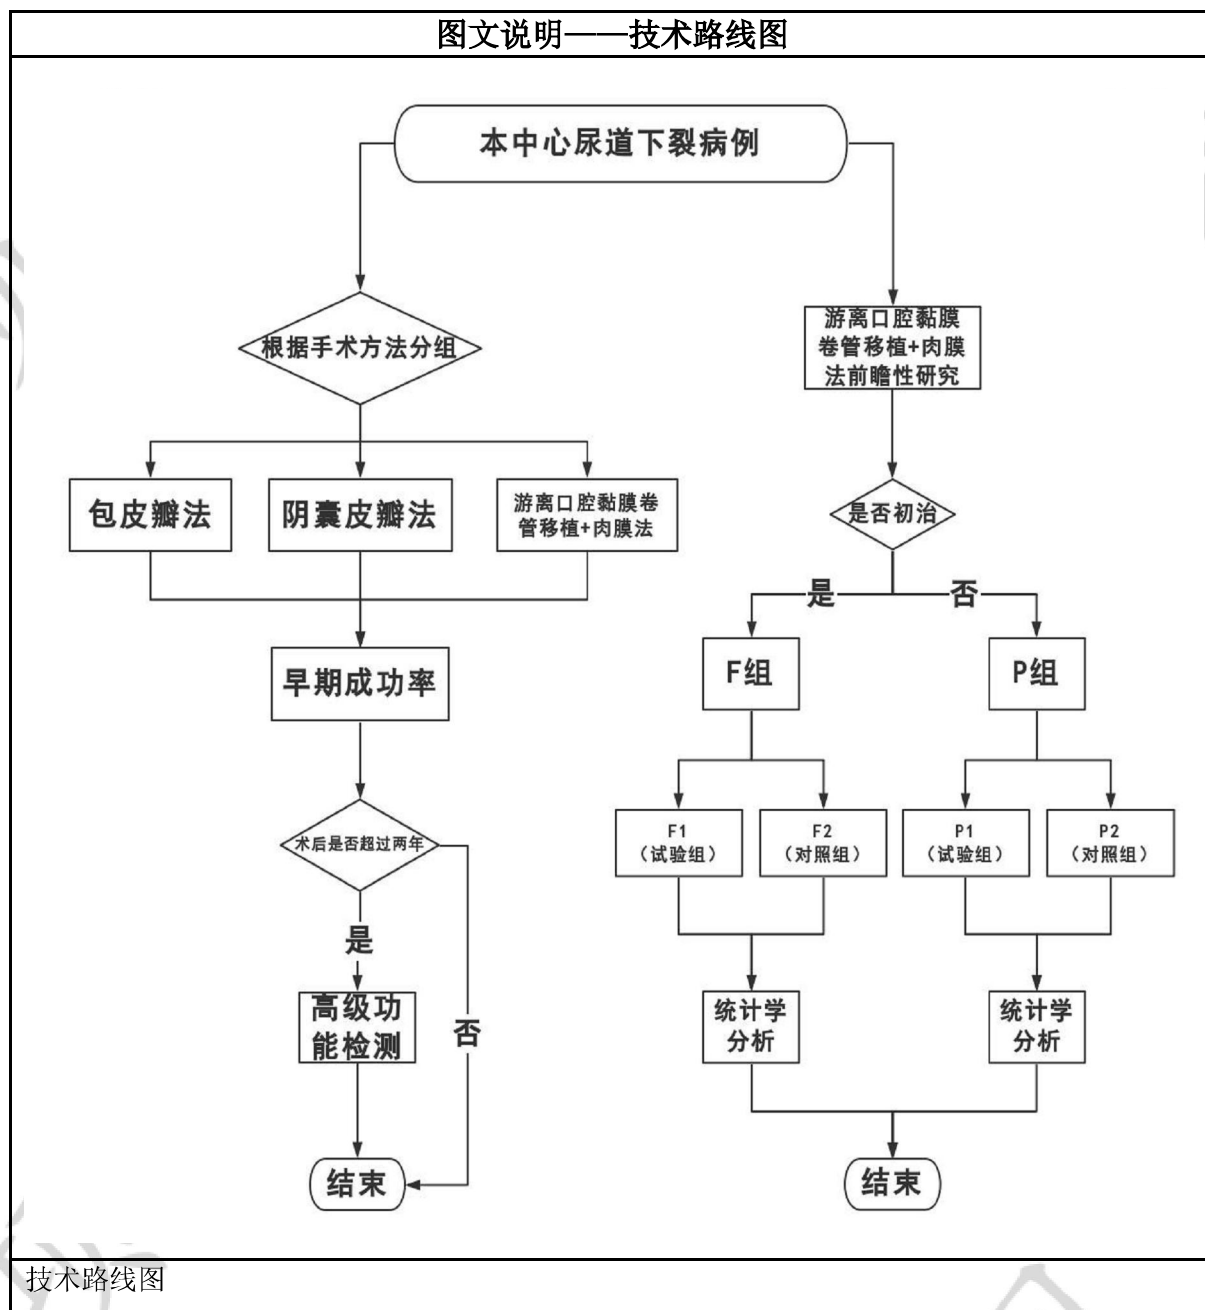 图文说明——技术路线图
本中心尿道下裂病例
根据手术方法分组
包皮瓣法
阴囊皮瓣法
游离口腔黏膜卷
管移植+肉膜法
早期成功率
术后是否超过两年
是
否
高级功
能检测
结束
游离口腔黏膜
卷管移植+肉膜
法前瞻性研究
是否初治
是
否
F组
P组
F1
（试验组）
F2
（对照组）
P1
（试验组）
P2
（对照组）
统计学
分析
统计学
分析
结束
技术路线图